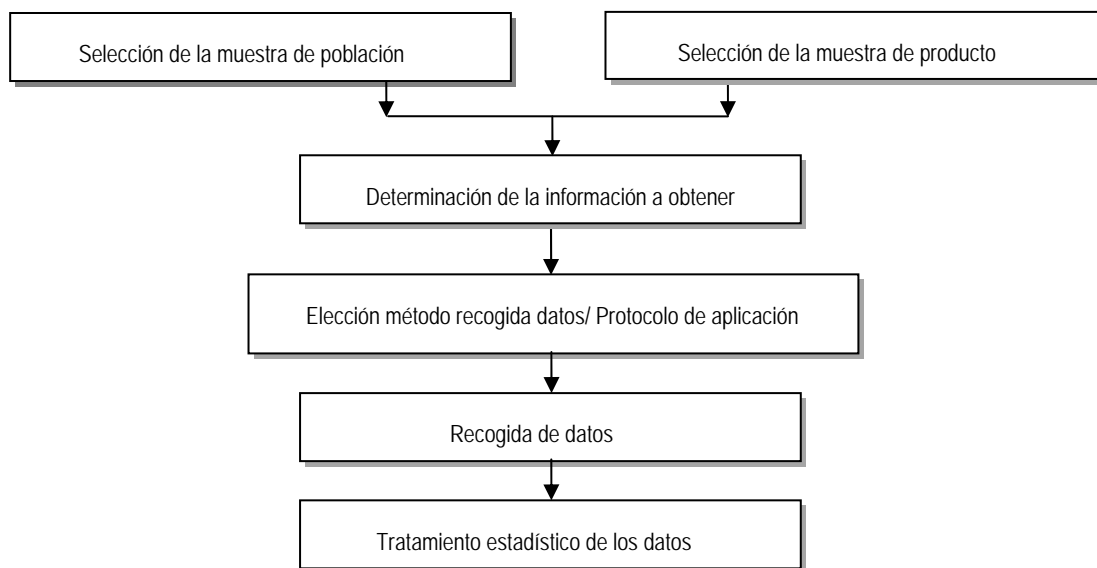 Selección de la muestra de población
Selección de la muestra de producto
Determinación de la información a obtener
Elección método recogida datos/ Protocolo de aplicación
Recogida de datos
Tratamiento estadístico de los datos